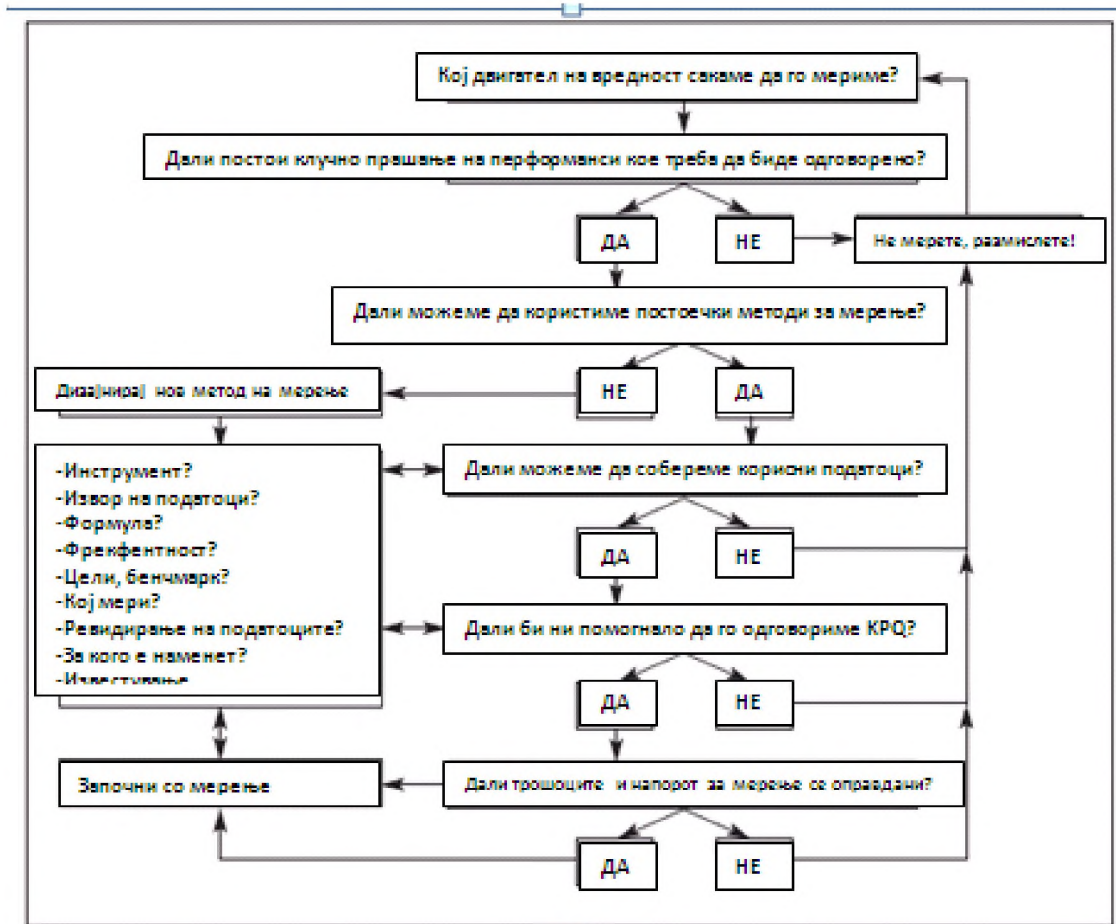 Кој двигател на вредност сакаме да го мериме?
Дали постои клучно прашање на перформанси кое треба да биде одговорено?
ДА
НЕ
Не мерете, размислете!
Дали можеме да користиме постоечки методи за мерење?
Дизајнирај нов метод на мерење
НЕ
ДА
-Инструмент?
-Извор на податоци?
-Формула?
-Фрекфентност?
-Цели, бенчмарк?
-Кој мери?
-Ревидирање на податоците?
-За кого е наменет?
-Известување
Дали можеме да собереме корисни податоци?
ДА
НЕ
Дали би ни помогнало да го одговориме KPQ?
ДА
НЕ
Започни со мерење
Дали трошоците и напорот за мерење се оправдани?
ДА
НЕ